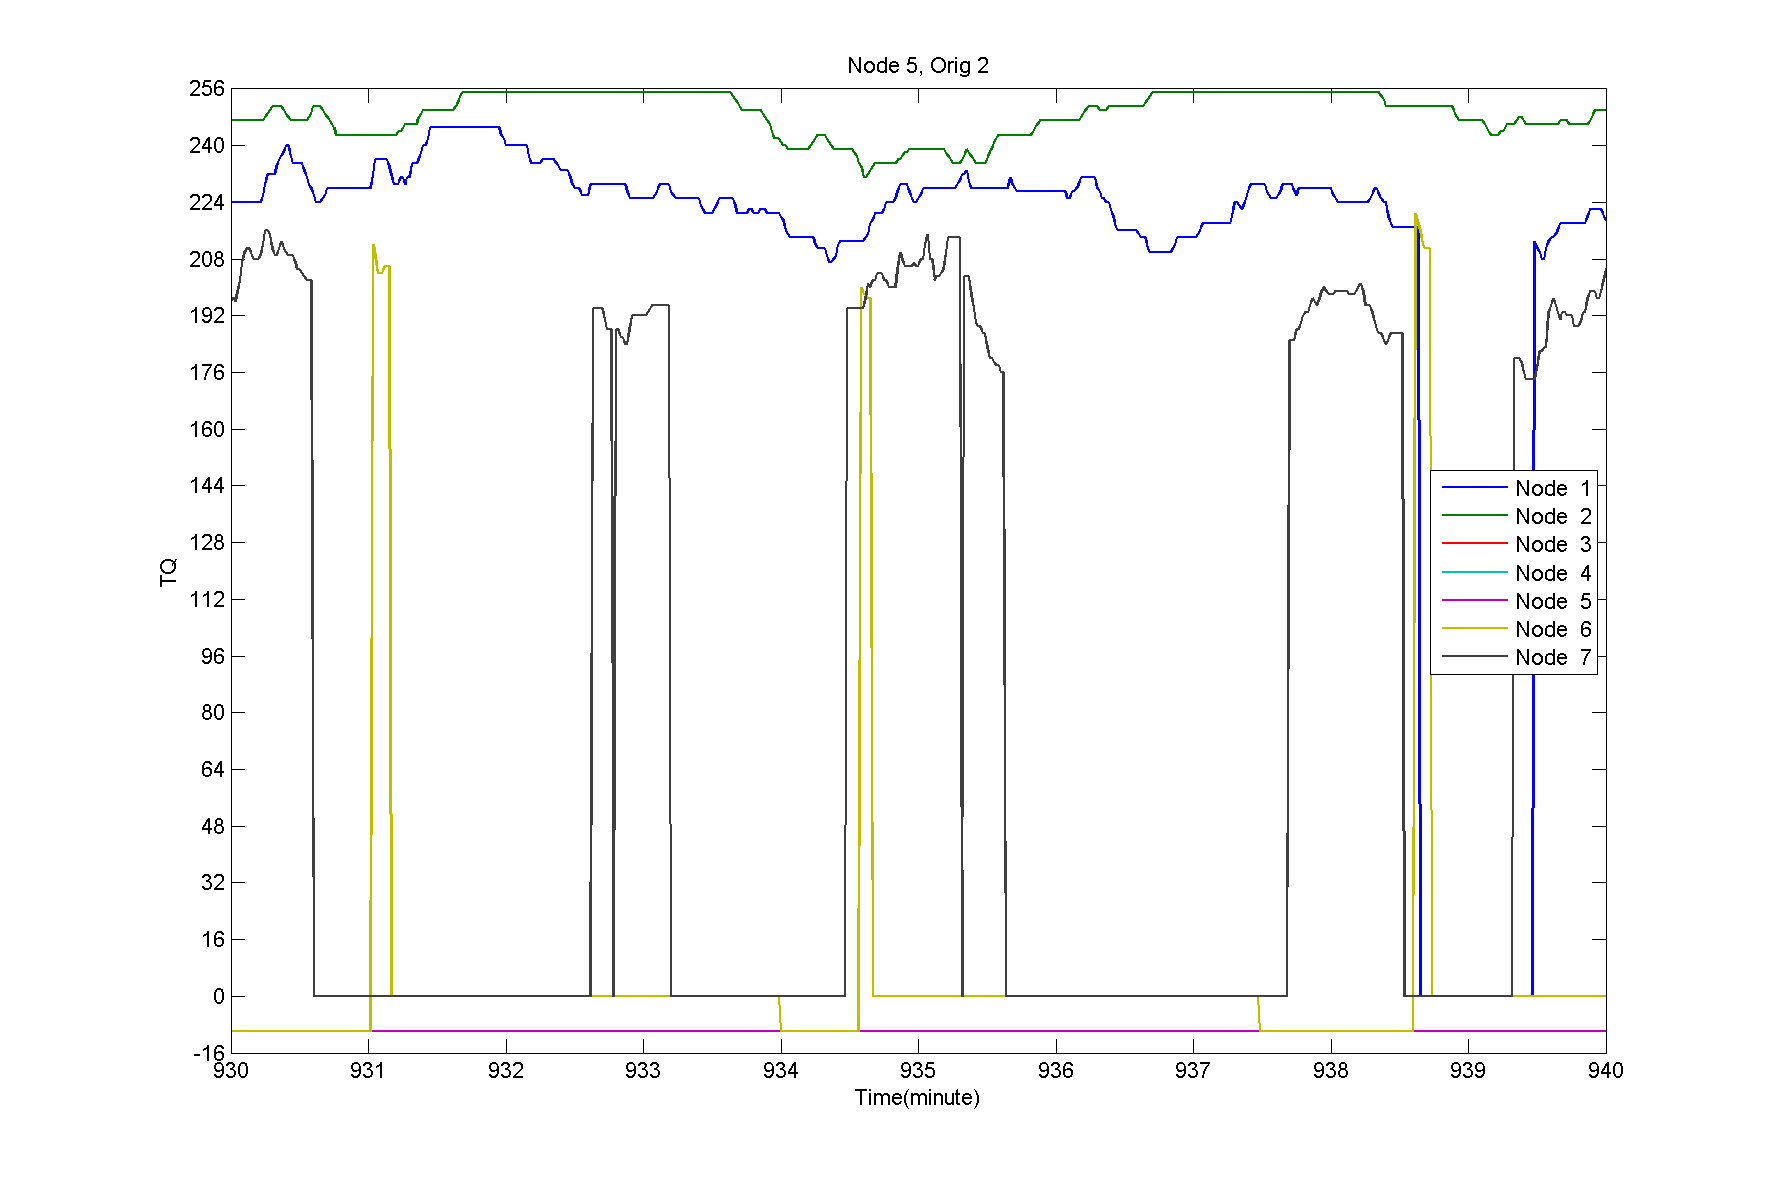 Node 5, Orig 2
256
240
224
208
192
176
160
144
128
112
96
80
64
48
32
16
0
-16
TQ
Node 1
Node 2
Node 3
Node 4
Node 5
Node 6
Node 7
930 931 932 933 934 935 936 937 938 939 940
Time(minute)